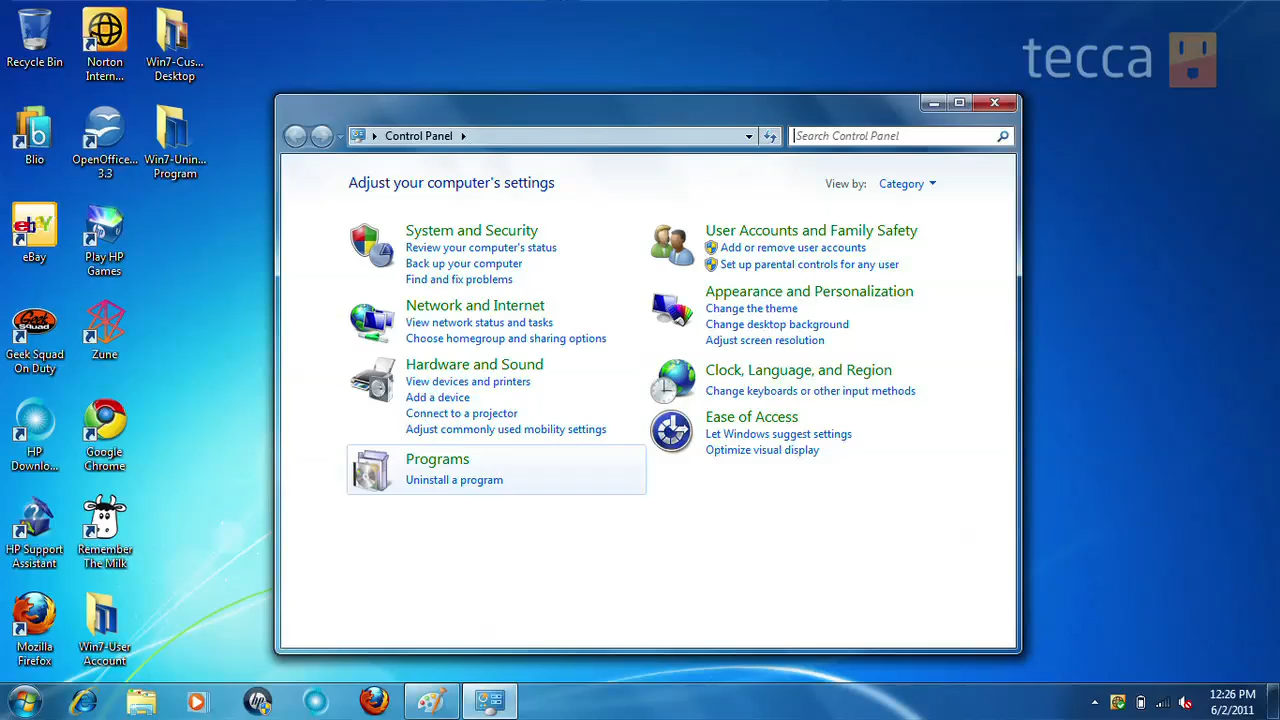 Recycle Bin
Norton
Intern...
Win7-Cus...
Desktop
tecca
Blio
OpenOffice...
3.3
Win7-Unin...
Program
eBay
Play HP
Games
Geek Squad
On Duty
Zune
HP
Downlo...
Google
Chrome
HP Support
Assistant
Remember
The Milk
Mozilla
Firefox
Win7-User
Account
Control Panel
Search Control Panel
Adjust your computer's settings
View by: Category
System and Security
Review your computer's status
Back up your computer
Find and fix problems
Network and Internet
View network status and tasks
Choose homegroup and sharing options
Hardware and Sound
View devices and printers
Add a device
Connect to a projector
Adjust commonly used mobility settings
Programs
Uninstall a program
User Accounts and Family Safety
Add or remove user accounts
Set up parental controls for any user
Appearance and Personalization
Change the theme
Change desktop background
Adjust screen resolution
Clock, Language, and Region
Change keyboards or other input methods
Ease of Access
Let Windows suggest settings
Optimize visual display
12:26 PM
6/2/2011